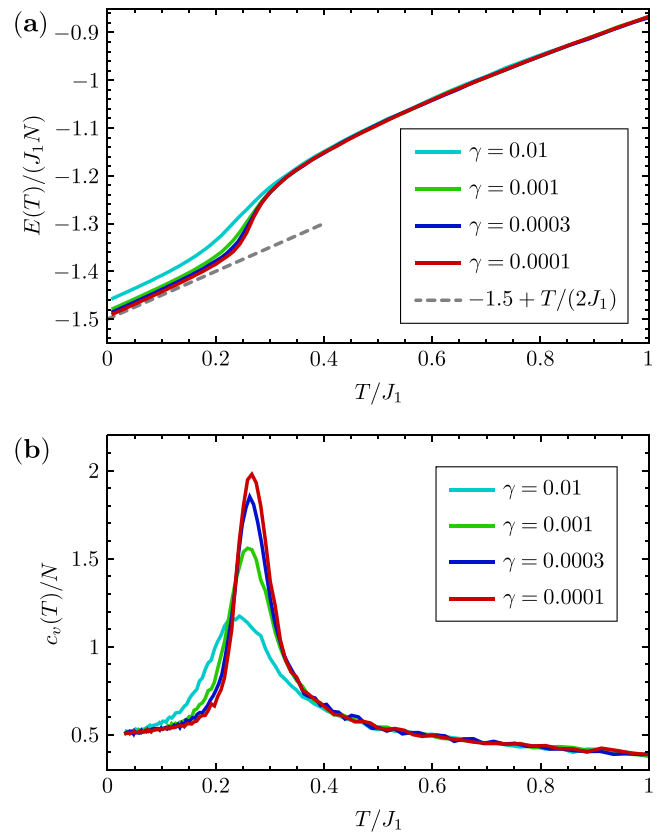 (a)
−0.9
−1
−1.1
−1.2
−1.3
−1.4
−1.5
E(T)/(J₁N)
γ = 0.01
γ = 0.001
γ = 0.0003
γ = 0.0001
−1.5 + T/(2J₁)
0 0.2 0.4 0.6 0.8 1
T/J₁
(b)
2
1.5
1
0.5
c_v(T)/N
γ = 0.01
γ = 0.001
γ = 0.0003
γ = 0.0001
0 0.2 0.4 0.6 0.8 1
T/J₁